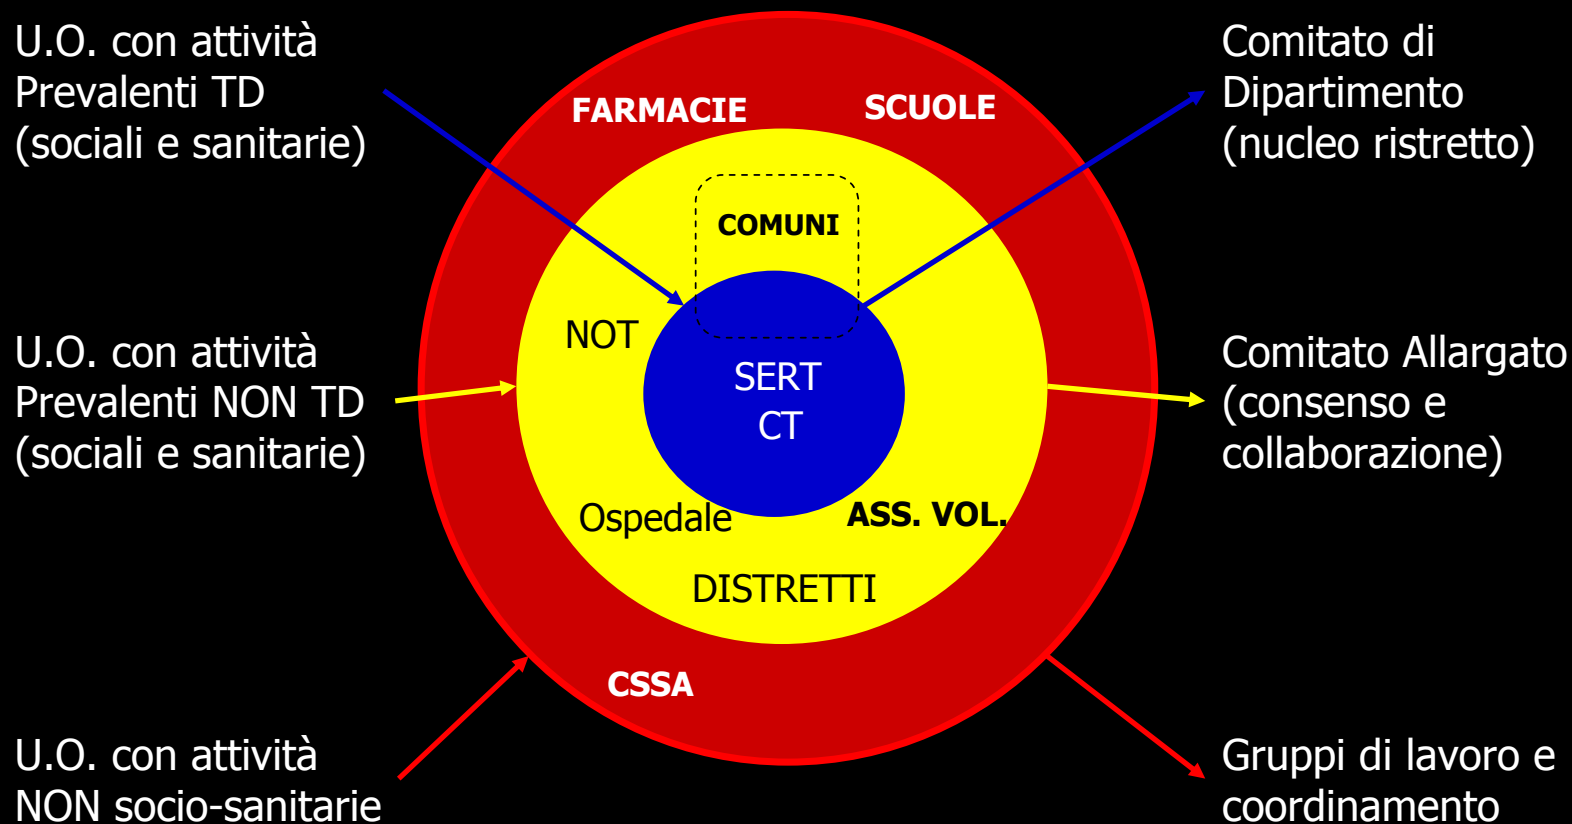 U.O. con attività
Prevalenti TD
(sociali e sanitarie)
Comitato di
Dipartimento
(nucleo ristretto)
FARMACIE
SCUOLE
COMUNI
NOT
SERT
CT
U.O. con attività
Prevalenti NON TD
(sociali e sanitarie)
Comitato Allargato
(consenso e
collaborazione)
Ospedale
ASS. VOL.
DISTRETTI
CSSA
U.O. con attività
NON socio-sanitarie
Gruppi di lavoro e
coordinamento